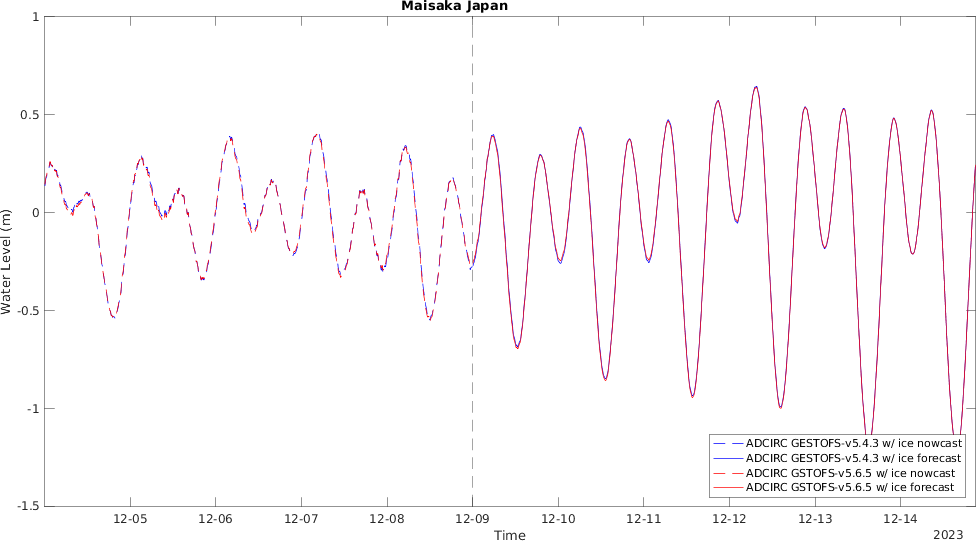 Maisaka Japan
Water Level (m)
1
0.5
0
-0.5
-1
-1.5
ADCIRC GESTOFS-v5.4.3 w/ ice nowcast
ADCIRC GESTOFS-v5.4.3 w/ ice forecast
ADCIRC GSTOFS-v5.6.5 w/ ice nowcast
ADCIRC GSTOFS-v5.6.5 w/ ice forecast
12-05 12-06 12-07 12-08 12-09 12-10 12-11 12-12 12-13 12-14
Time
2023